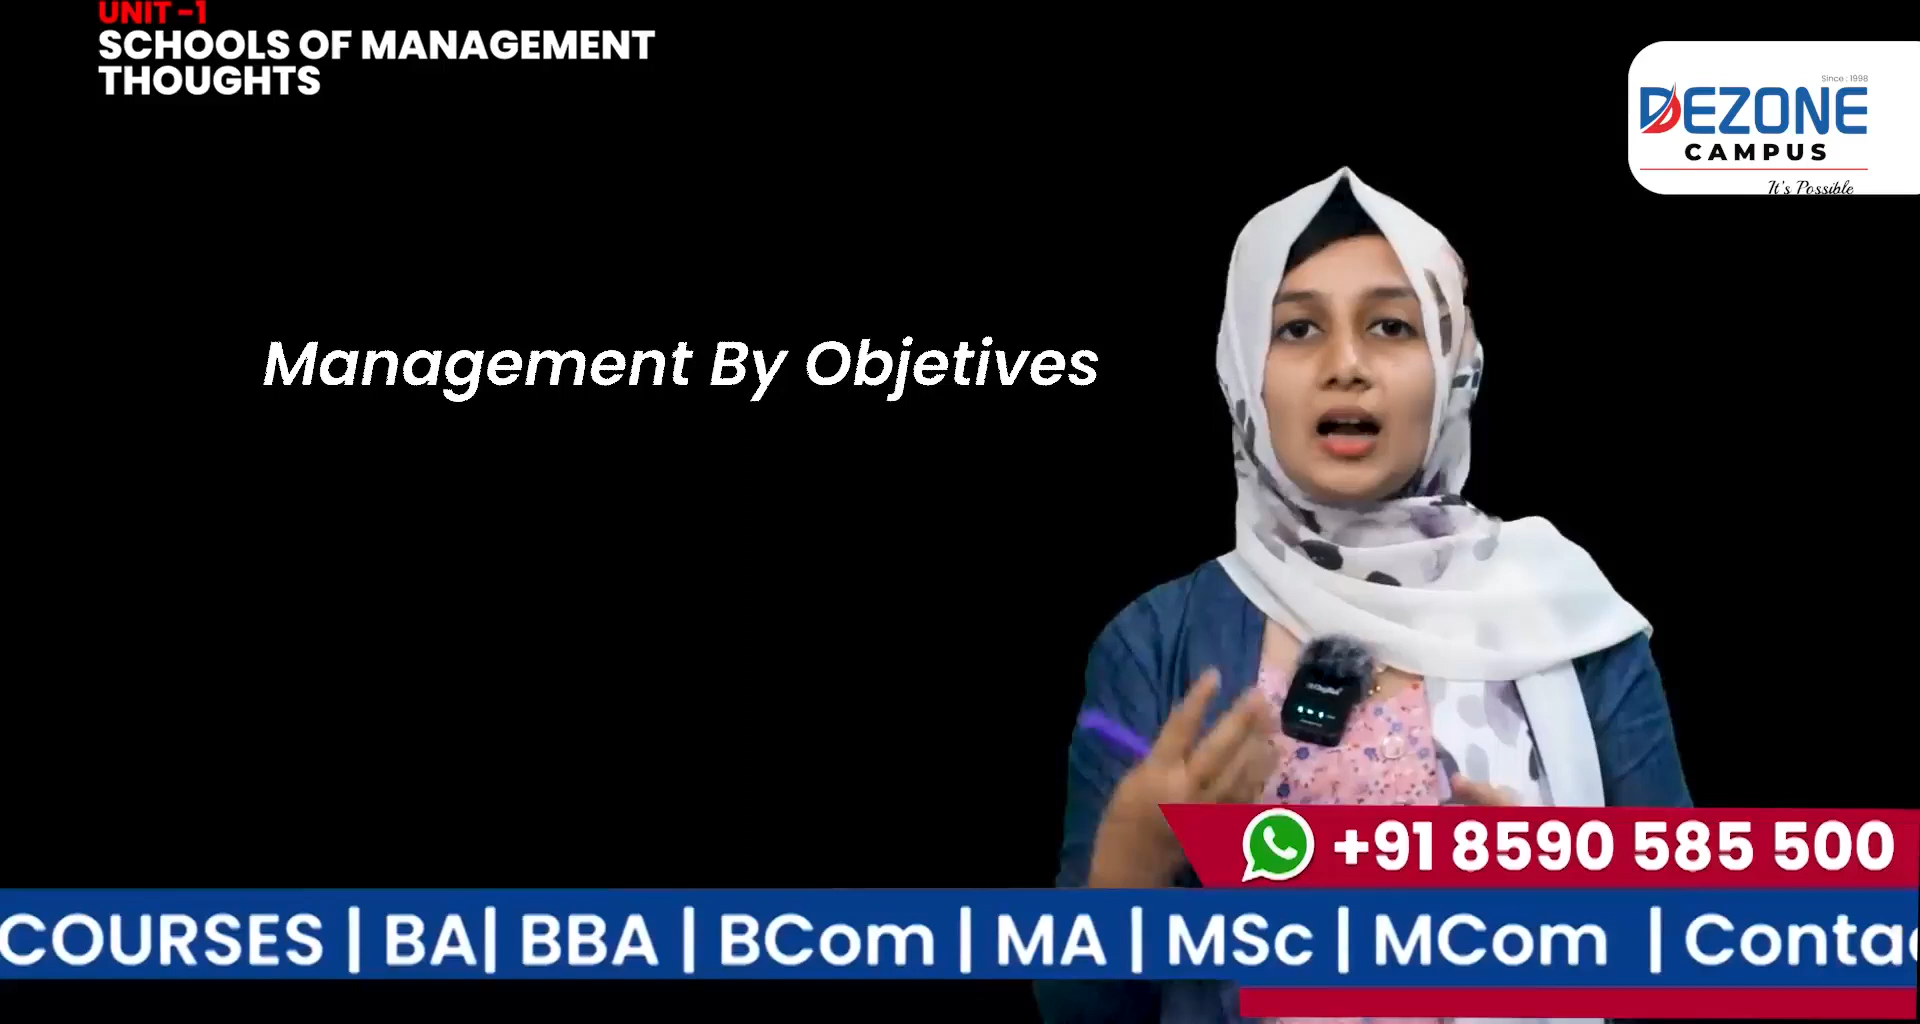 UNIT -1
SCHOOLS OF MANAGEMENT
THOUGHTS
Since : 1998
DEZONE
CAMPUS
It's Possible
Management By Objetives
+91 8590 585 500
COURSES | BA| BBA | BCom | MA | MSc | MCom | Contac